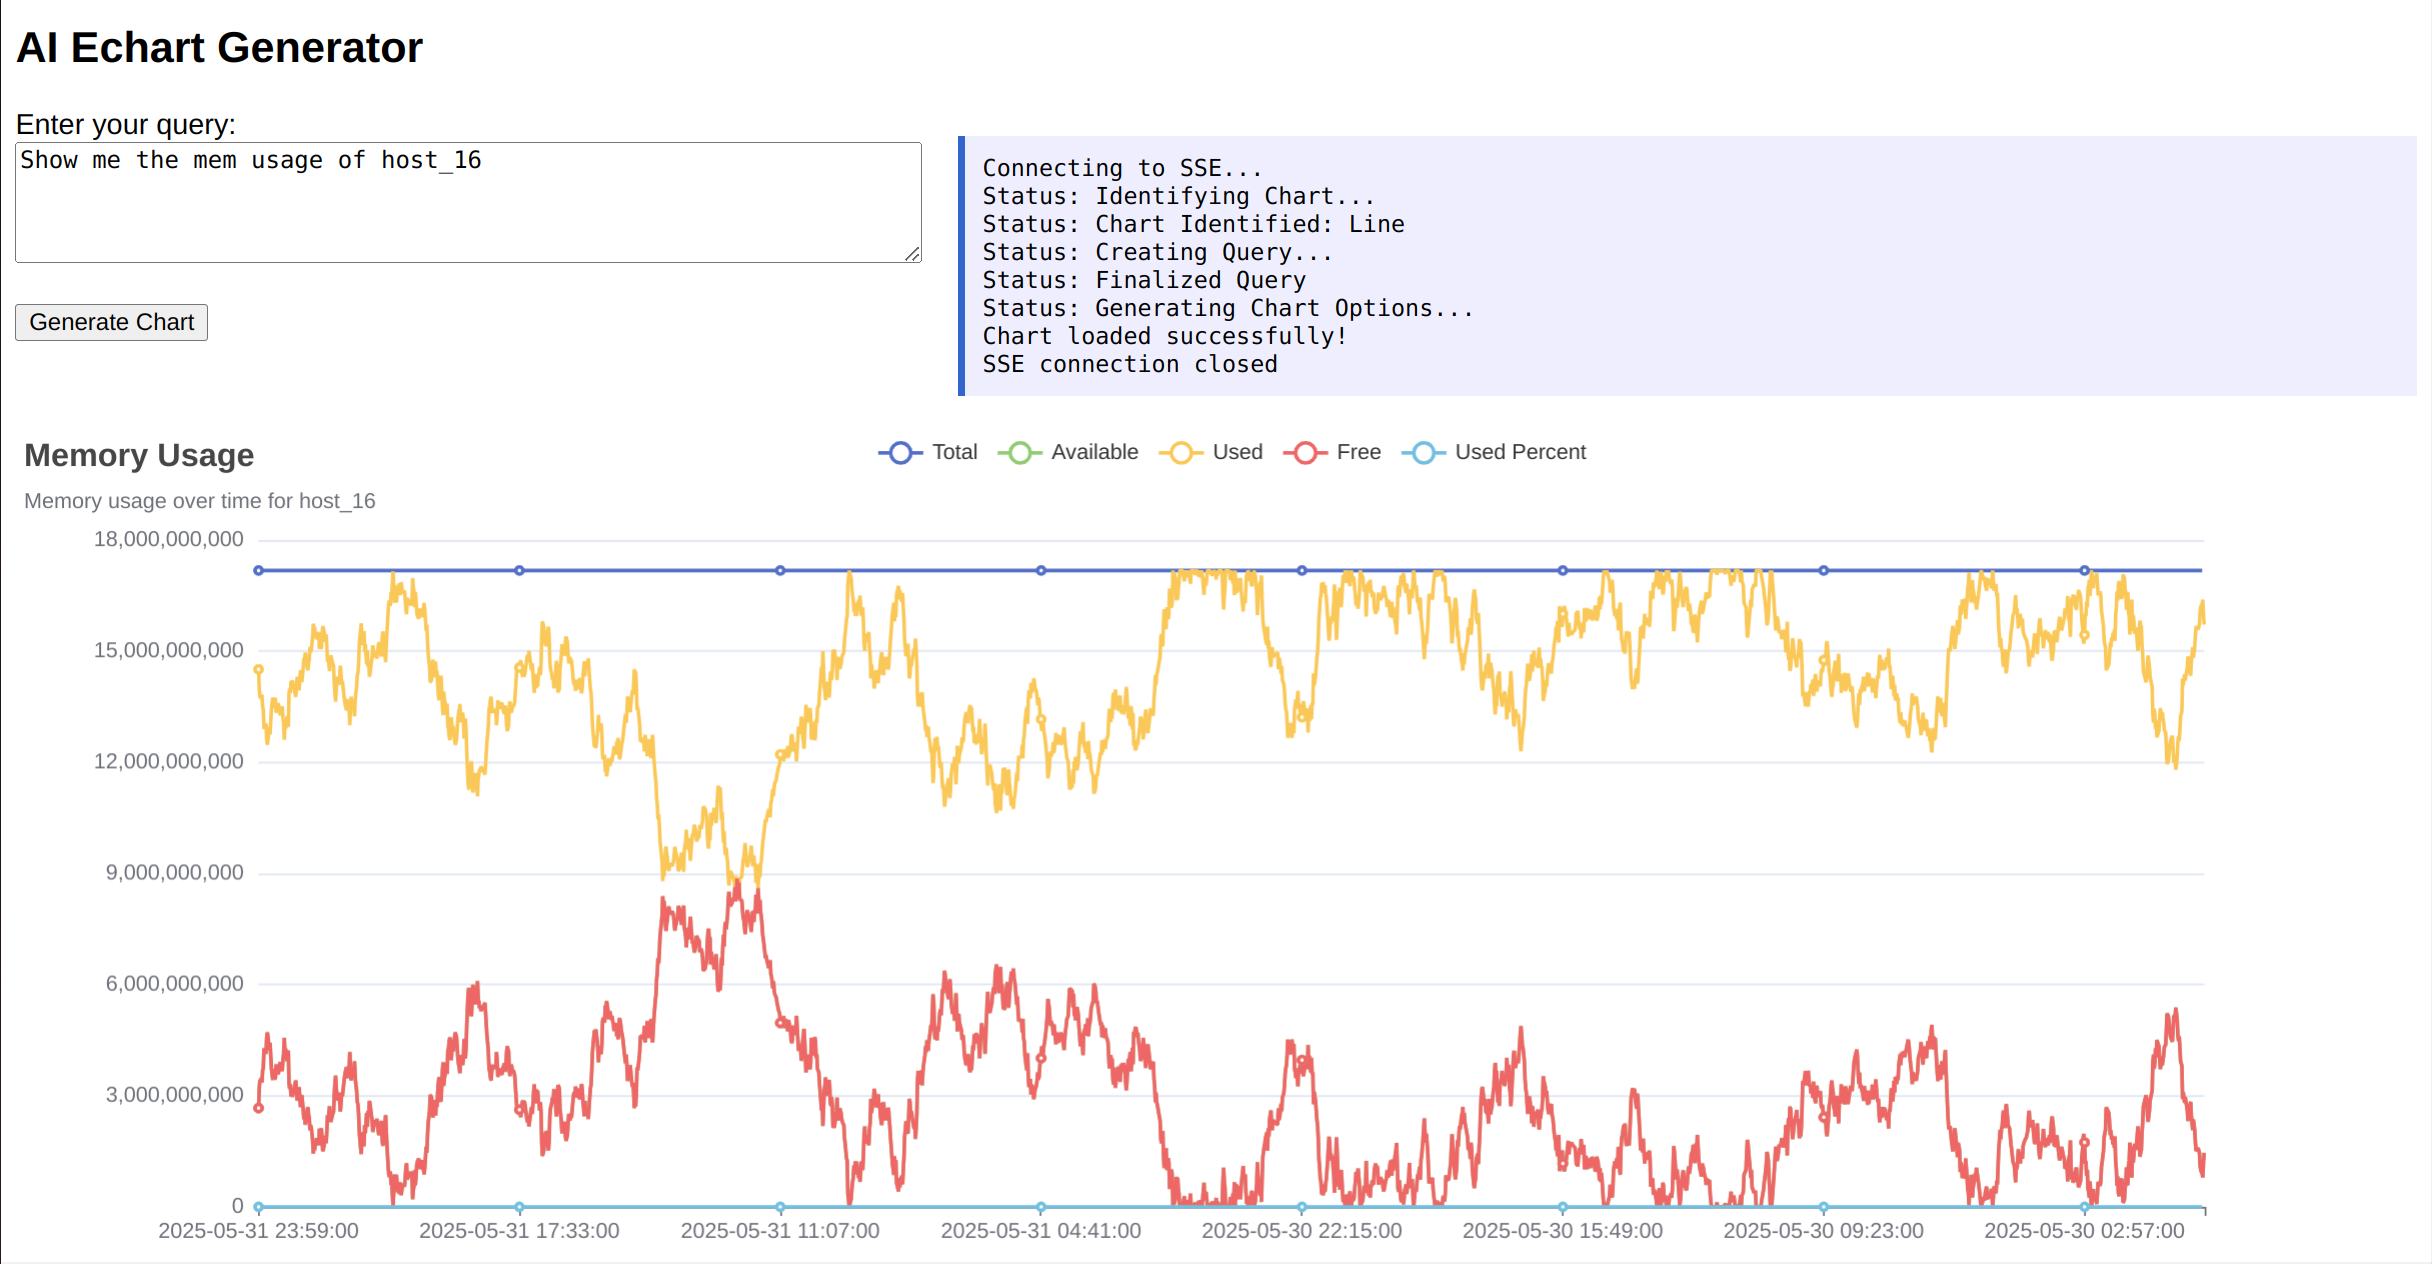 AI Echart Generator
Enter your query:
Show me the mem usage of host_16
Generate Chart
Connecting to SSE...
Status: Identifying Chart...
Status: Chart Identified: Line
Status: Creating Query...
Status: Finalized Query
Status: Generating Chart Options...
Chart loaded successfully!
SSE connection closed
Memory Usage
Memory usage over time for host_16
Total Available Used Free Used Percent
18,000,000,000
15,000,000,000
12,000,000,000
9,000,000,000
6,000,000,000
3,000,000,000
0
2025-05-31 23:59:00 2025-05-31 17:33:00 2025-05-31 11:07:00 2025-05-31 04:41:00 2025-05-30 22:15:00 2025-05-30 15:49:00 2025-05-30 09:23:00 2025-05-30 02:57:00